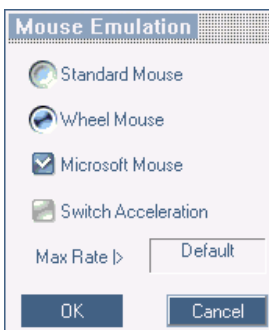 Mouse Emulation
Standard Mouse
Wheel Mouse
Microsoft Mouse
Switch Acceleration
Max Rate |> Default
OK Cancel